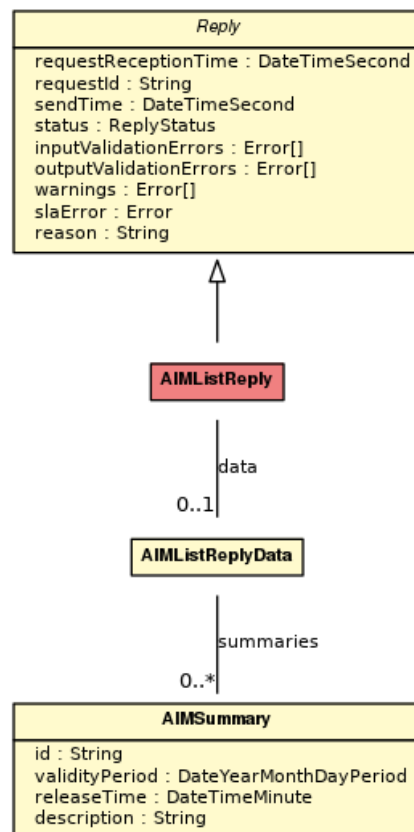 Reply
requestReceptionTime : DateTimeSecond
requestId : String
sendTime : DateTimeSecond
status : ReplyStatus
inputValidationErrors : Error[]
outputValidationErrors : Error[]
warnings : Error[]
slaError : Error
reason : String
AIMListReply
data
0..1
AIMListReplyData
summaries
0..*
AIMSummary
id : String
validityPeriod : DateYearMonthDayPeriod
releaseTime : DateTimeMinute
description : String